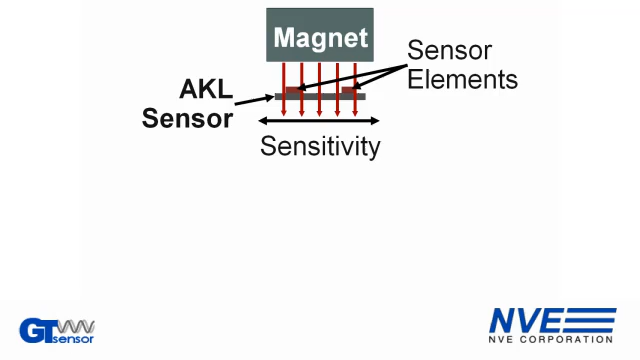 Magnet
Sensor
Elements
AKL
Sensor
Sensitivity
GT
sensor
NVE
NVE CORPORATION